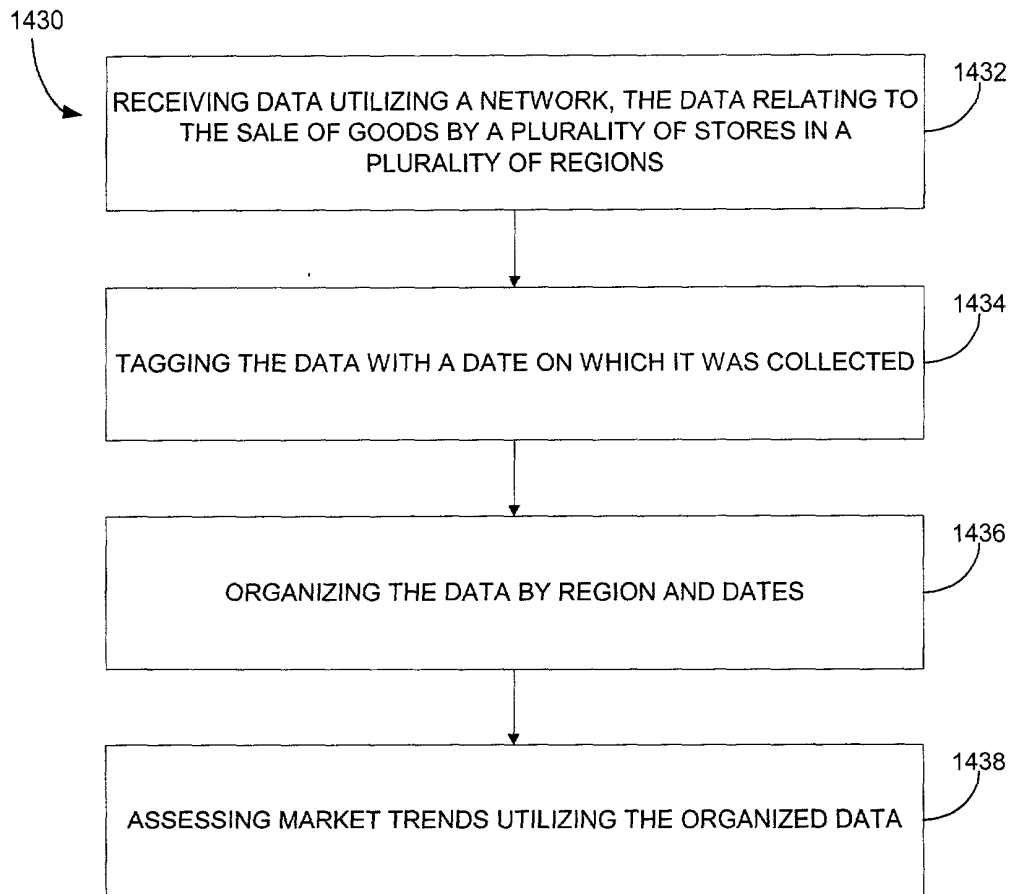 1430
1432
RECEIVING DATA UTILIZING A NETWORK, THE DATA RELATING TO
THE SALE OF GOODS BY A PLURALITY OF STORES IN A
PLURALITY OF REGIONS
1434
TAGGING THE DATA WITH A DATE ON WHICH IT WAS COLLECTED
1436
ORGANIZING THE DATA BY REGION AND DATES
1438
ASSESSING MARKET TRENDS UTILIZING THE ORGANIZED DATA